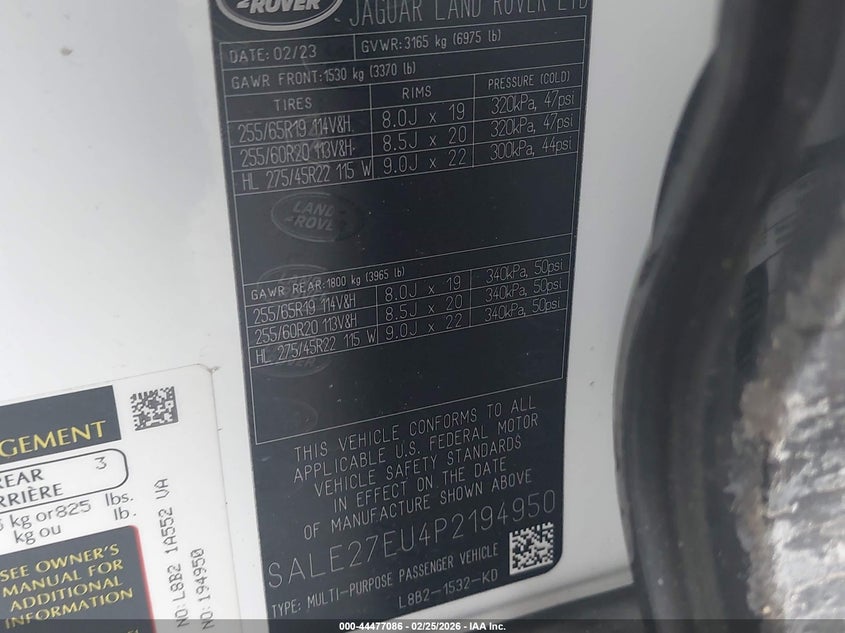 ROVER
JAGUAR LAND ROVER LTD
DATE: 02/23 GVWR: 3165 kg (6975 lb)
GAWR FRONT: 1530 kg (3370 lb)
TIRES RIMS PRESSURE (COLD)
255/65R19 114V&H 8.0J x 19 320kPa, 47psi
255/60R20 113V&H 8.5J x 20 320kPa, 47psi
HL 275/45R22 115 W 9.0J x 22 300kPa, 44psi
LAND
ROVE
GAWR REAR: 1800 kg (3965 lb)
255/65R19 114V&H 8.0J x 19 340kPa, 50psi
255/60R20 113V&H 8.5J x 20 340kPa, 50psi
HL 275/45R22 115 W 9.0J x 22 340kPa, 50psi
THIS VEHICLE CONFORMS TO ALL
APPLICABLE U.S. FEDERAL MOTOR
VEHICLE SAFETY STANDARDS
IN EFFECT ON THE DATE
OF MANUFACTURE SHOWN ABOVE
SALE27EU4P2194950
TYPE: MULTI-PURPOSE PASSENGER VEHICLE
L8B2-1532-KD
GEMENT
REAR 3
RRIÈRE
kg or 825 lbs.
kg ou lb.
SEE OWNER'S
MANUAL FOR
ADDITIONAL
INFORMATION
NO: L8B2 1A552 VA
NO: 194950
000-44477086 - 02/25/2026 - IAA Inc.